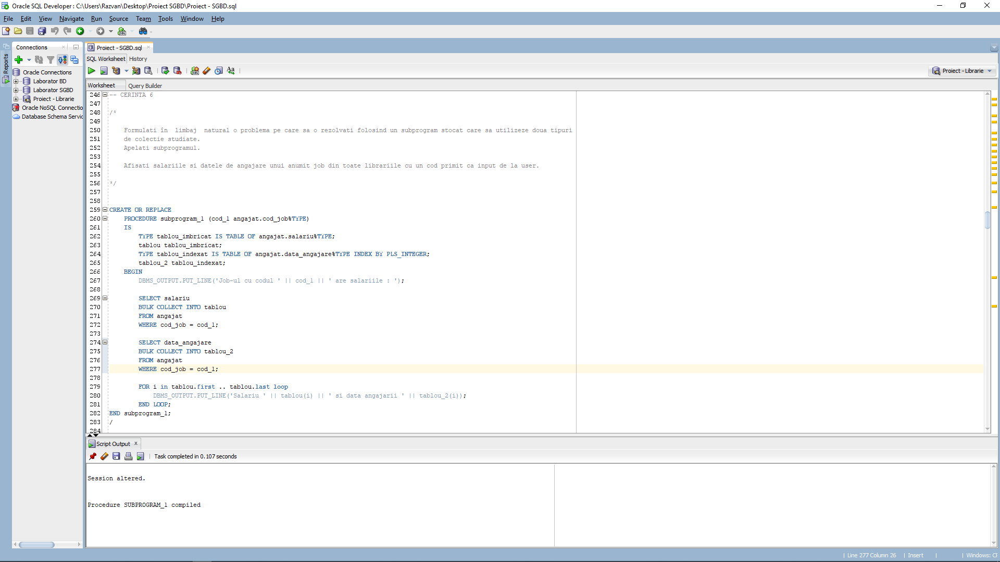 Oracle SQL Developer : C:\Users\Razvan\Desktop\Proiect SGBD\Proiect - SGBD.sql
File Edit View Navigate Run Source Team Tools Window Help
Reports
Connections
Oracle Connections
Laborator BD
Laborator SGBD
Proiect - Librarie
Oracle NoSQL Connectio
Database Schema Servic
Proiect - SGBD.sql
SQL Worksheet History
Proiect - Librarie
Worksheet Query Builder
246 -- CERINTA 6
247
248 /*
249
250 Formulati în  limbaj  natural o problema pe care sa o rezolvati folosind un subprogram stocat care sa utilizeze doua tipuri
251 de colectie studiate.
252 Apelati subprogramul.
253
254 Afisati salariile si datele de angajare unui anumit job din toate librariile cu un cod primit ca input de la user.
255
256 */
257
258
259 CREATE OR REPLACE
260 PROCEDURE subprogram_1 (cod_1 angajat.cod_job%TYPE)
261 IS
262 TYPE tablou_imbricat IS TABLE OF angajat.salariu%TYPE;
263 tablou tablou_imbricat;
264 TYPE tablou_indexat IS TABLE OF angajat.data_angajare%TYPE INDEX BY PLS_INTEGER;
265 tablou_2 tablou_indexat;
266 BEGIN
267 DBMS_OUTPUT.PUT_LINE('Job-ul cu codul ' || cod_1 || ' are salariile : ');
268
269 SELECT salariu
270 BULK COLLECT INTO tablou
271 FROM angajat
272 WHERE cod_job = cod_1;
273
274 SELECT data_angajare
275 BULK COLLECT INTO tablou_2
276 FROM angajat
277 WHERE cod_job = cod_1;
278
279 FOR i in tablou.first .. tablou.last loop
280 DBMS_OUTPUT.PUT_LINE('Salariu ' || tablou(i) || ' si data angajarii ' || tablou_2(i));
281 END LOOP;
282 END subprogram_1;
283 /
284
Script Output
Task completed in 0.107 seconds
Session altered.
Procedure SUBPROGRAM_1 compiled
Line 277 Column 26 | Insert | | Windows: CF